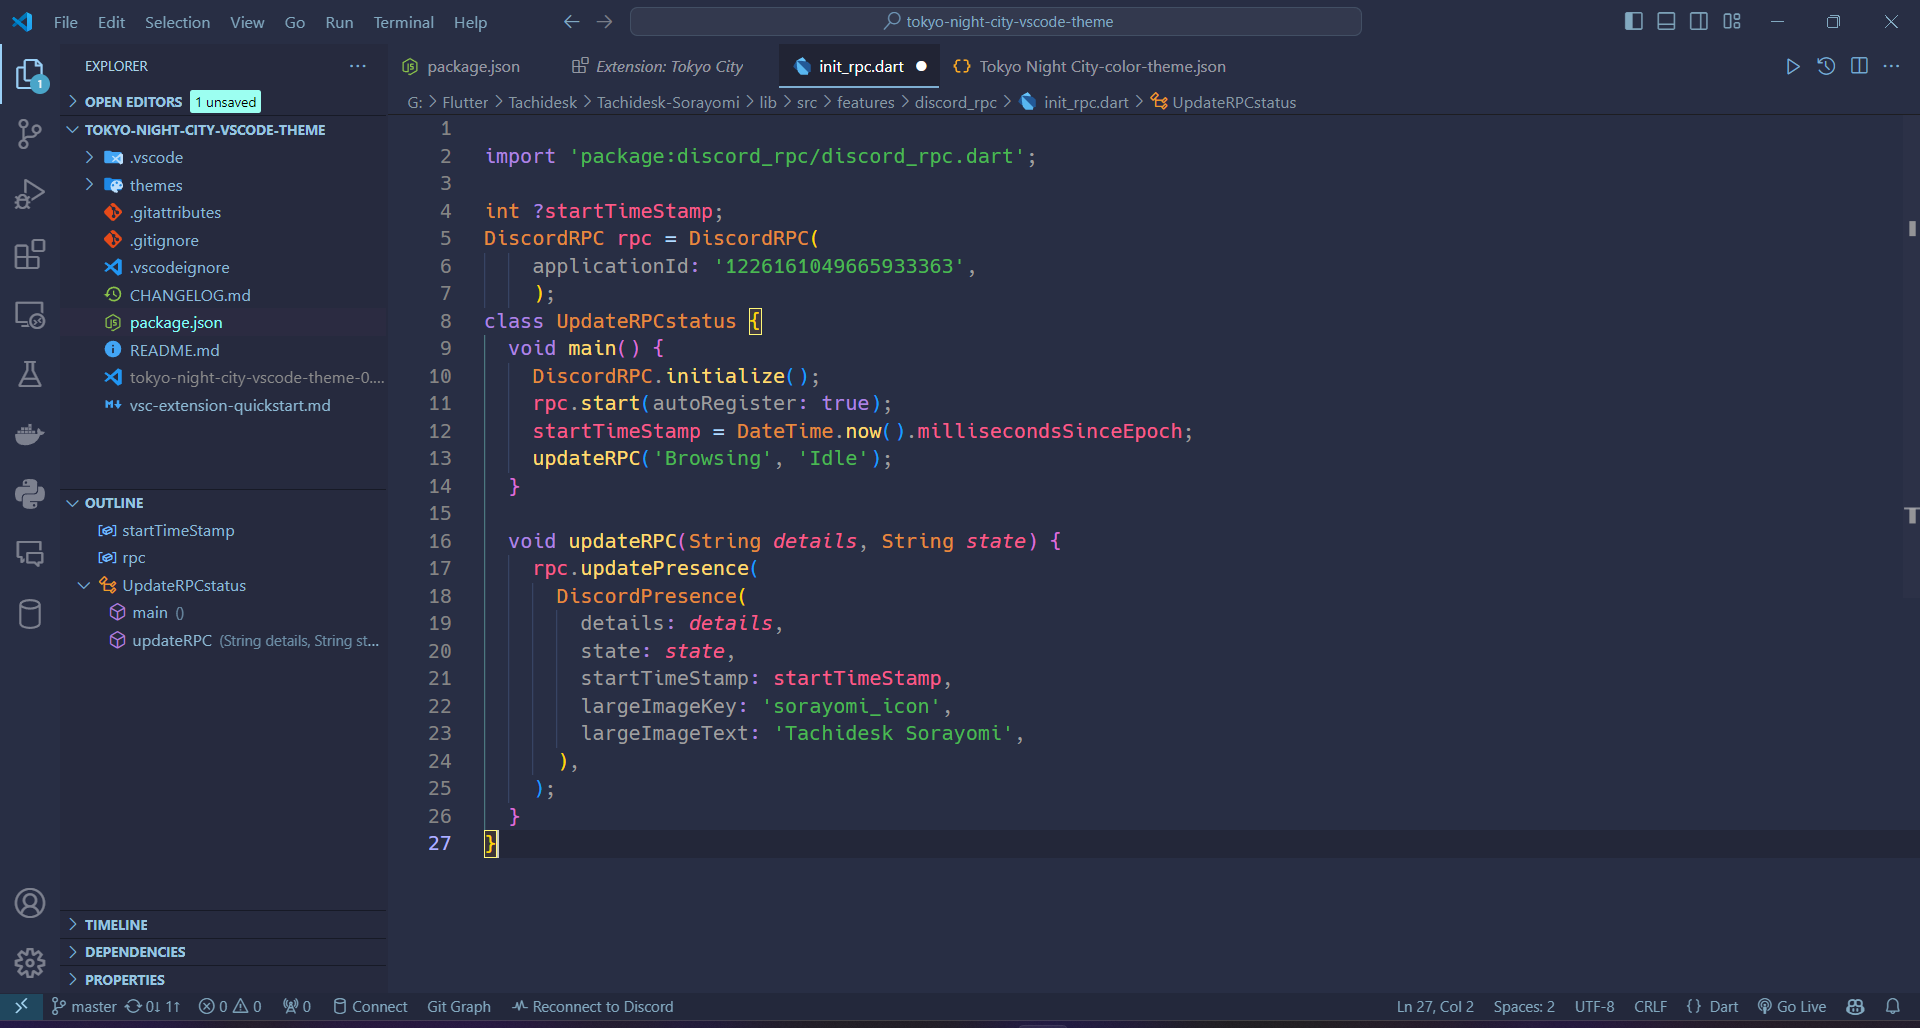 File Edit Selection View Go Run Terminal Help
tokyo-night-city-vscode-theme
EXPLORER
1
OPEN EDITORS 1 unsaved
TOKYO-NIGHT-CITY-VSCODE-THEME
.vscode
themes
.gitattributes
.gitignore
.vscodeignore
CHANGELOG.md
package.json
README.md
tokyo-night-city-vscode-theme-0....
vsc-extension-quickstart.md
OUTLINE
startTimeStamp
rpc
UpdateRPCstatus
main ()
updateRPC (String details, String st...
TIMELINE
DEPENDENCIES
PROPERTIES
package.json Extension: Tokyo City init_rpc.dart Tokyo Night City-color-theme.json
G: > Flutter > Tachidesk > Tachidesk-Sorayomi > lib > src > features > discord_rpc > init_rpc.dart > UpdateRPCstatus
1
2 import 'package:discord_rpc/discord_rpc.dart';
3
4 int ?startTimeStamp;
5 DiscordRPC rpc = DiscordRPC(
6 applicationId: '1226161049665933363',
7 );
8 class UpdateRPCstatus {
9 void main() {
10 DiscordRPC.initialize();
11 rpc.start(autoRegister: true);
12 startTimeStamp = DateTime.now().millisecondsSinceEpoch;
13 updateRPC('Browsing', 'Idle');
14 }
15
16 void updateRPC(String details, String state) {
17 rpc.updatePresence(
18 DiscordPresence(
19 details: details,
20 state: state,
21 startTimeStamp: startTimeStamp,
22 largeImageKey: 'sorayomi_icon',
23 largeImageText: 'Tachidesk Sorayomi',
24 ),
25 );
26 }
27 }
master 0↓ 1↑ 0 0 0 Connect Git Graph Reconnect to Discord Ln 27, Col 2 Spaces: 2 UTF-8 CRLF {} Dart Go Live